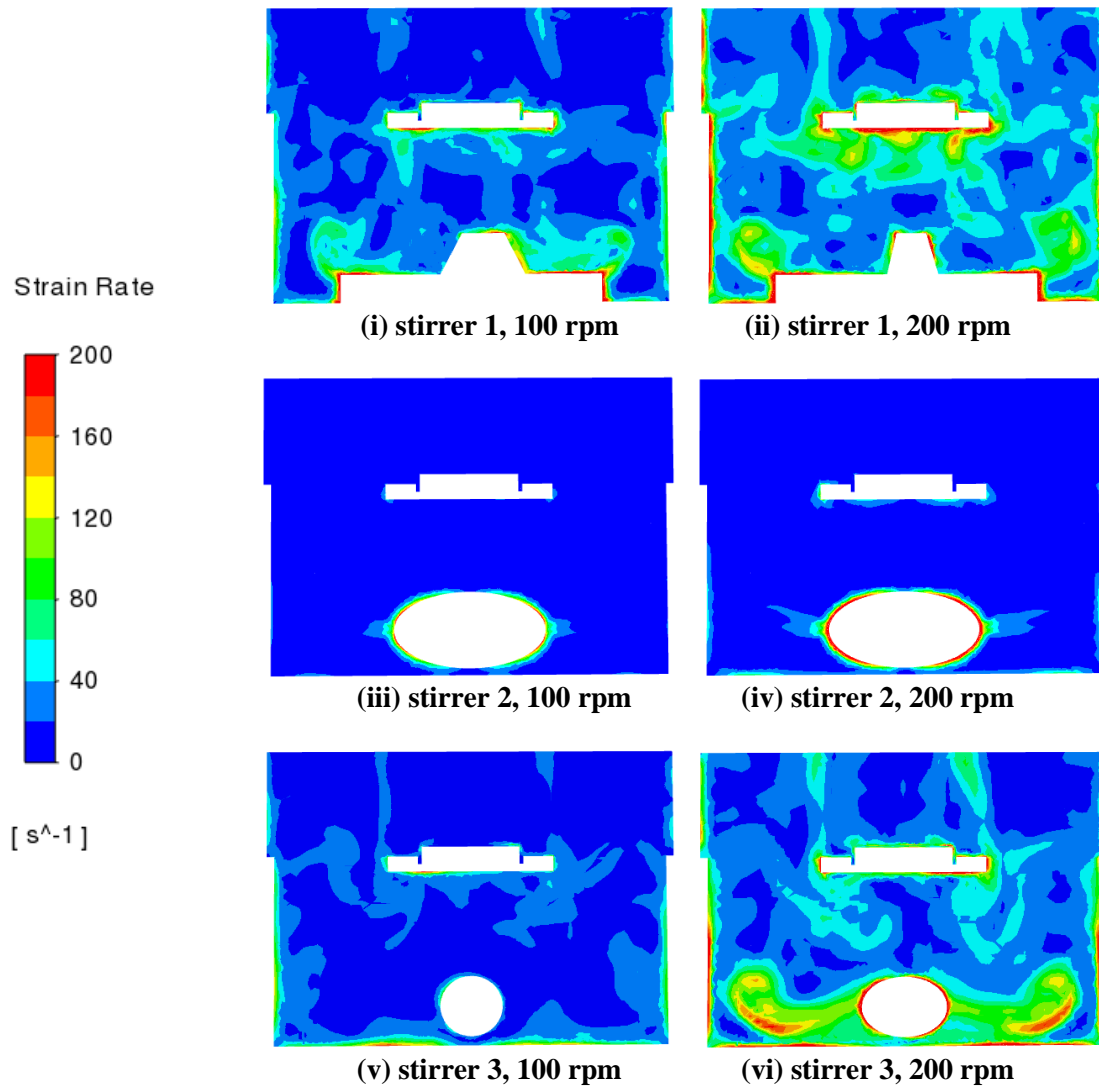 (i) stirrer 1, 100 rpm
(ii) stirrer 1, 200 rpm
Strain Rate
200
160
120
80
40
0
[ s^-1 ]
(iii) stirrer 2, 100 rpm
(iv) stirrer 2, 200 rpm
(v) stirrer 3, 100 rpm
(vi) stirrer 3, 200 rpm